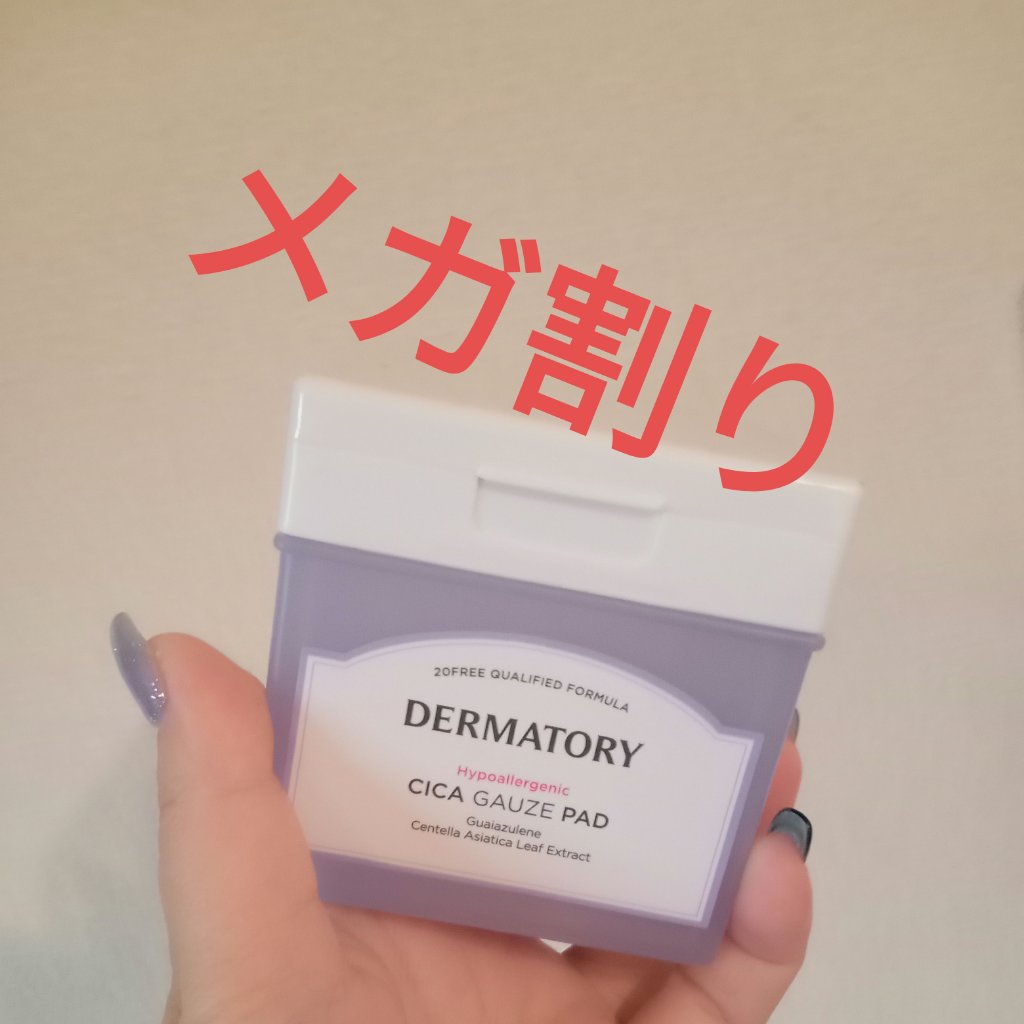 メガ割り
20FREE QUALIFIED FORMULA
DERMATORY
Hypoallergenic
CICA GAUZE PAD
Guaiazulene
Centella Asiatica Leaf Extract